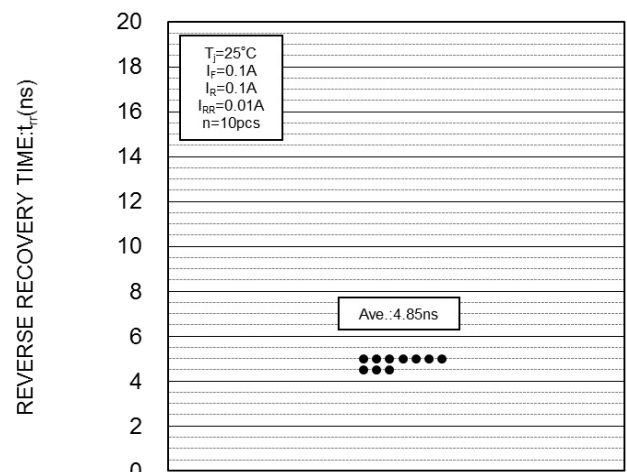 REVERSE RECOVERY TIME:trr(ns)
20
18
16
14
12
10
8
6
4
2
0
Tj=25°C
IF=0.1A
IR=0.1A
IRR=0.01A
n=10pcs
Ave.:4.85ns